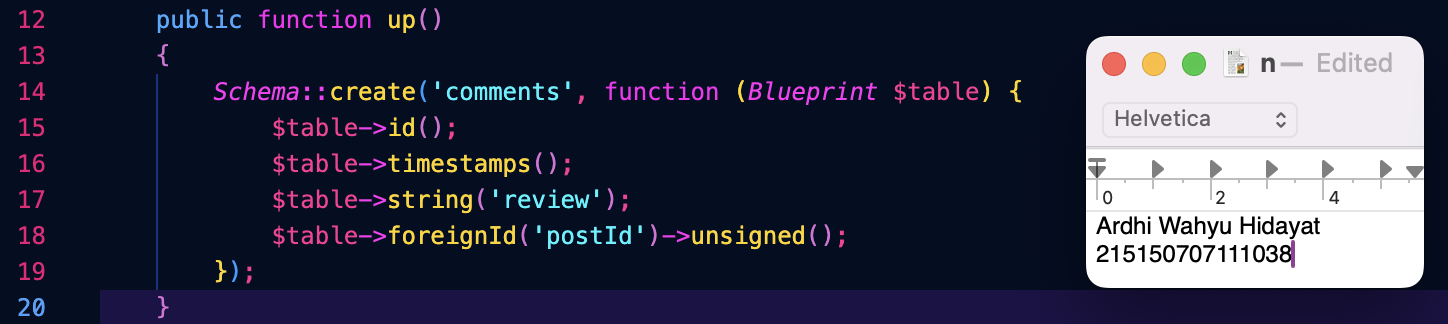 12 public function up()
13 {
14 Schema::create('comments', function (Blueprint $table) {
15 $table->id();
16 $table->timestamps();
17 $table->string('review');
18 $table->foreignId('postId')->unsigned();
19 });
20 }
n — Edited
Helvetica
0 2 4
Ardhi Wahyu Hidayat
215150707111038